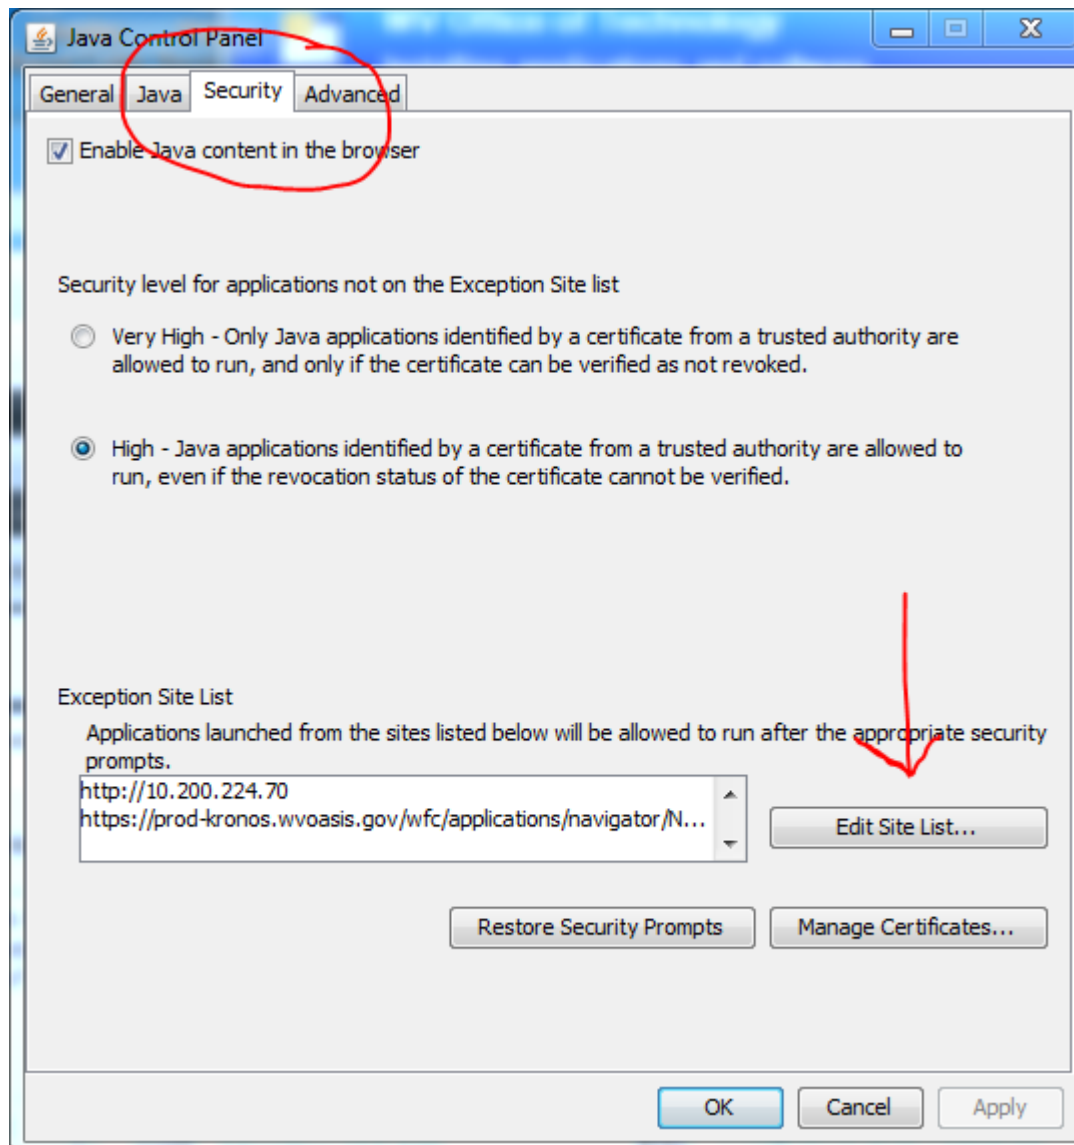 Java Control Panel
WV Office of Technology
General Java Security Advanced
Enable Java content in the browser
Security level for applications not on the Exception Site list
Very High - Only Java applications identified by a certificate from a trusted authority are
allowed to run, and only if the certificate can be verified as not revoked.
High - Java applications identified by a certificate from a trusted authority are allowed to
run, even if the revocation status of the certificate cannot be verified.
Exception Site List
Applications launched from the sites listed below will be allowed to run after the appropriate security
prompts.
http://10.200.224.70
https://prod-kronos.wvoasis.gov/wfc/applications/navigator/N...
Edit Site List...
Restore Security Prompts Manage Certificates...
OK Cancel Apply